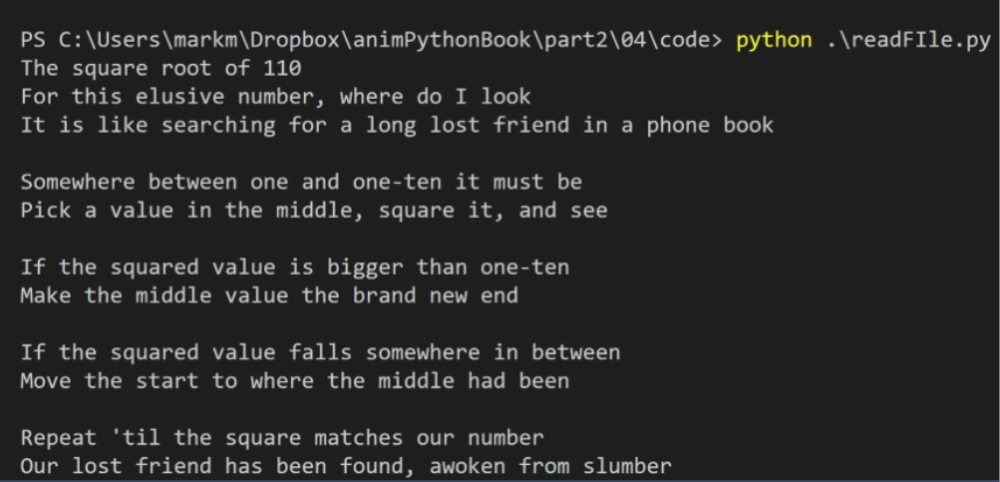 PS C:\Users\markm\Dropbox\animPythonBook\part2\04\code> python .\readFIle.py
The square root of 110
For this elusive number, where do I look
It is like searching for a long lost friend in a phone book
Somewhere between one and one-ten it must be
Pick a value in the middle, square it, and see
If the squared value is bigger than one-ten
Make the middle value the brand new end
If the squared value falls somewhere in between
Move the start to where the middle had been
Repeat 'til the square matches our number
Our lost friend has been found, awoken from slumber